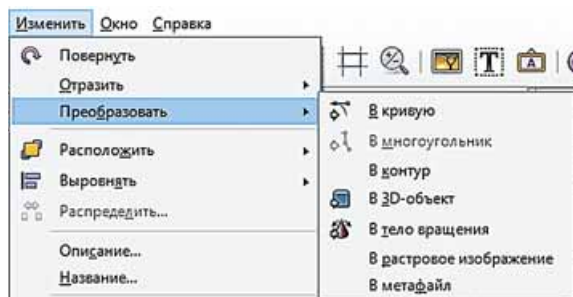 Изменить Окно Справка
Повернуть
Отразить
Преобразовать
Расположить
Выровнять
Распределить...
Описание...
Название...
T A
В кривую
В многоугольник
В контур
В 3D-объект
В тело вращения
В растровое изображение
В метафайл